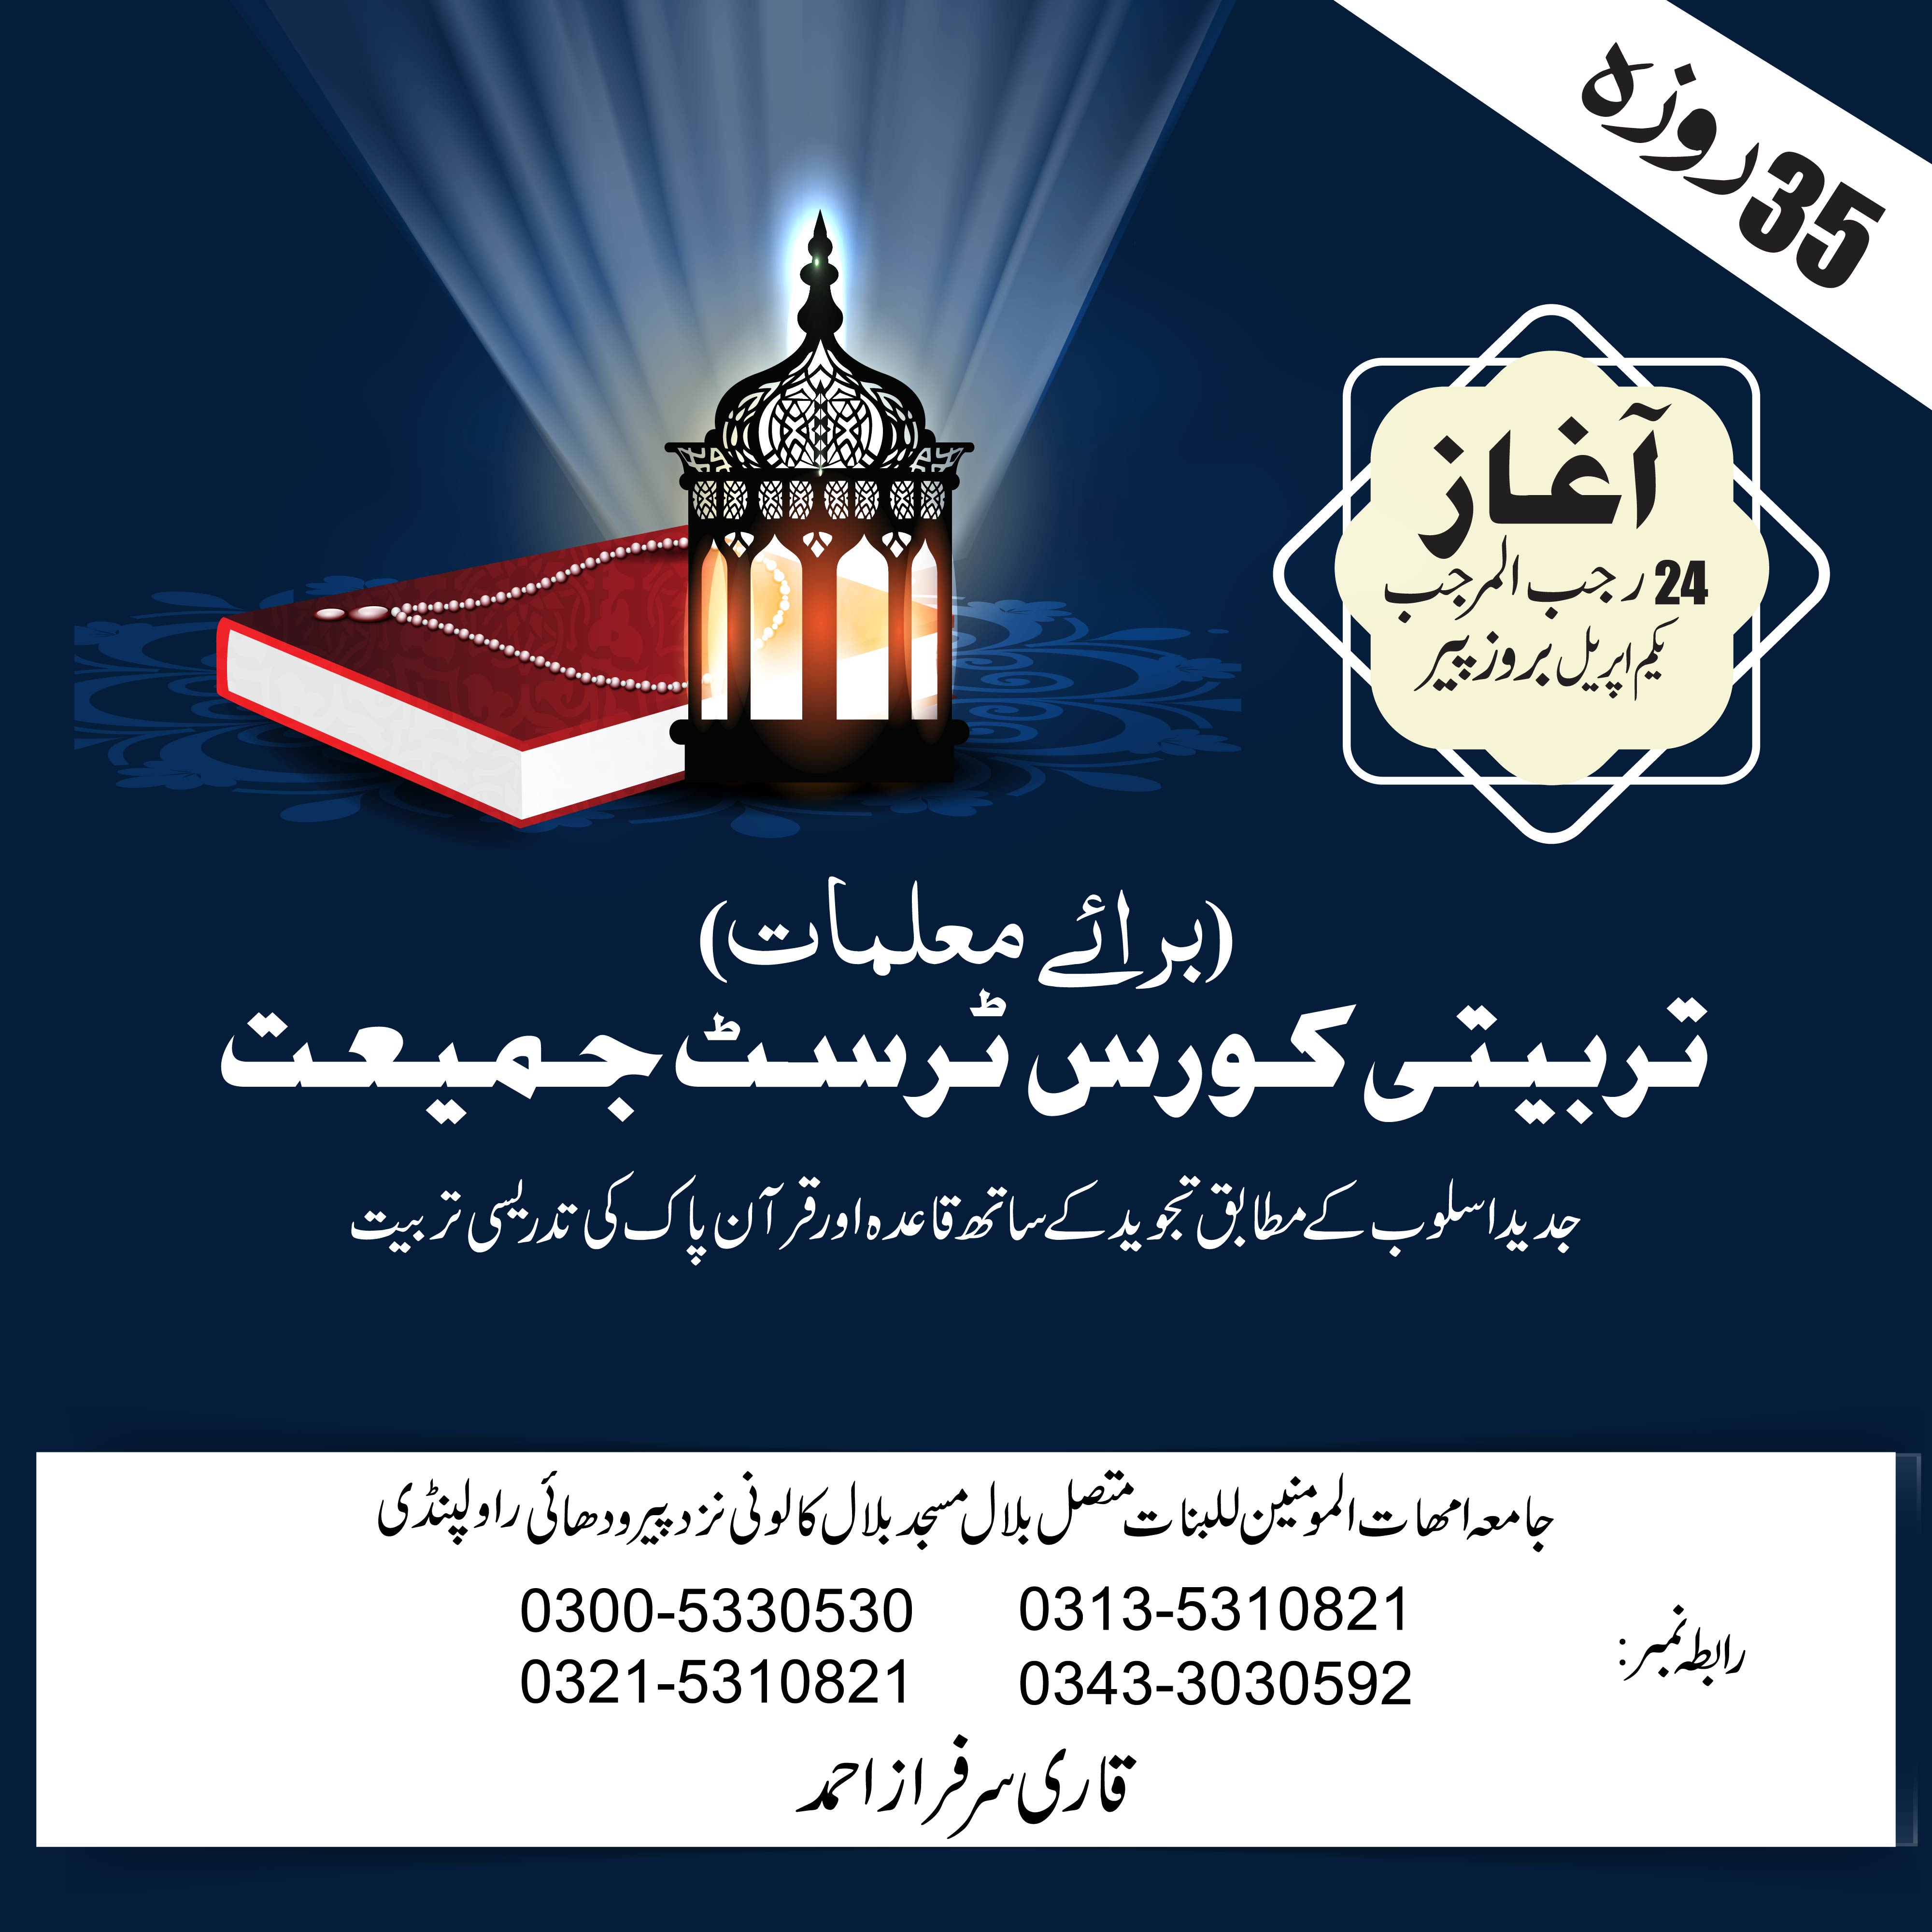 35 روزہ
آغاز
24 رجب المرجب
یکم اپریل بروز پیر
(برائے معلمات)
تربیتی کورس ٹرسٹ جمیعت
جدید اسلوب کے مطابق تجوید کے ساتھ قاعدہ اور قرآن پاک کی تدریسی تربیت
جامعہ امھات المومنین للبنات متصل بلال مسجد بلال کالونی نزد پیرودھائی راولپنڈی
رابطہ نمبر: 0313-5310821 0300-5330530
0343-3030592 0321-5310821
قاری سرفراز احمد